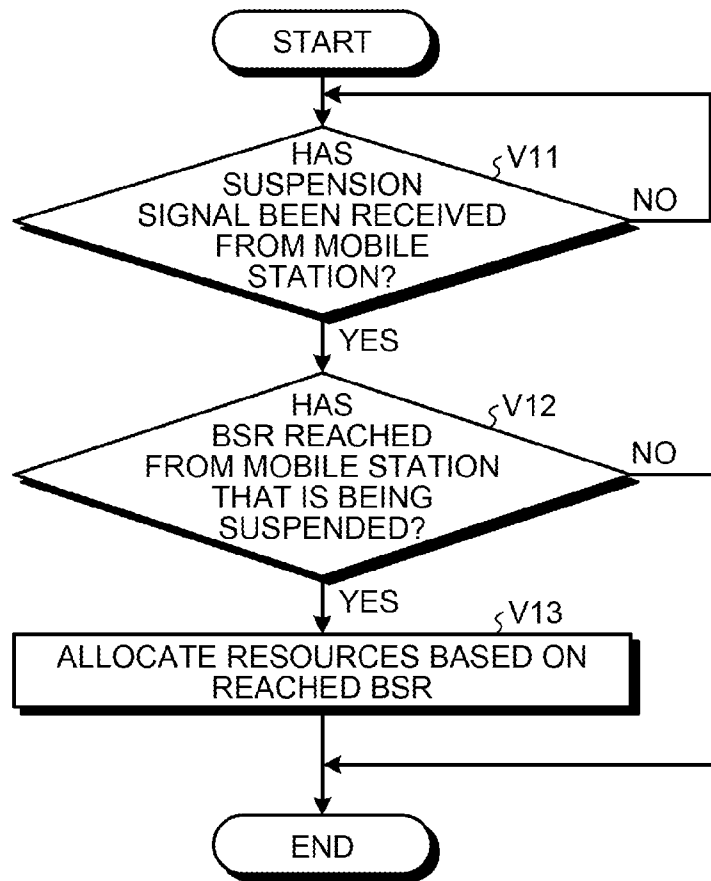 START
HAS
SUSPENSION
SIGNAL BEEN RECEIVED
FROM MOBILE
STATION?
V11
NO
YES
HAS
BSR REACHED
FROM MOBILE STATION
THAT IS BEING
SUSPENDED?
V12
NO
YES
V13
ALLOCATE RESOURCES BASED ON
REACHED BSR
END